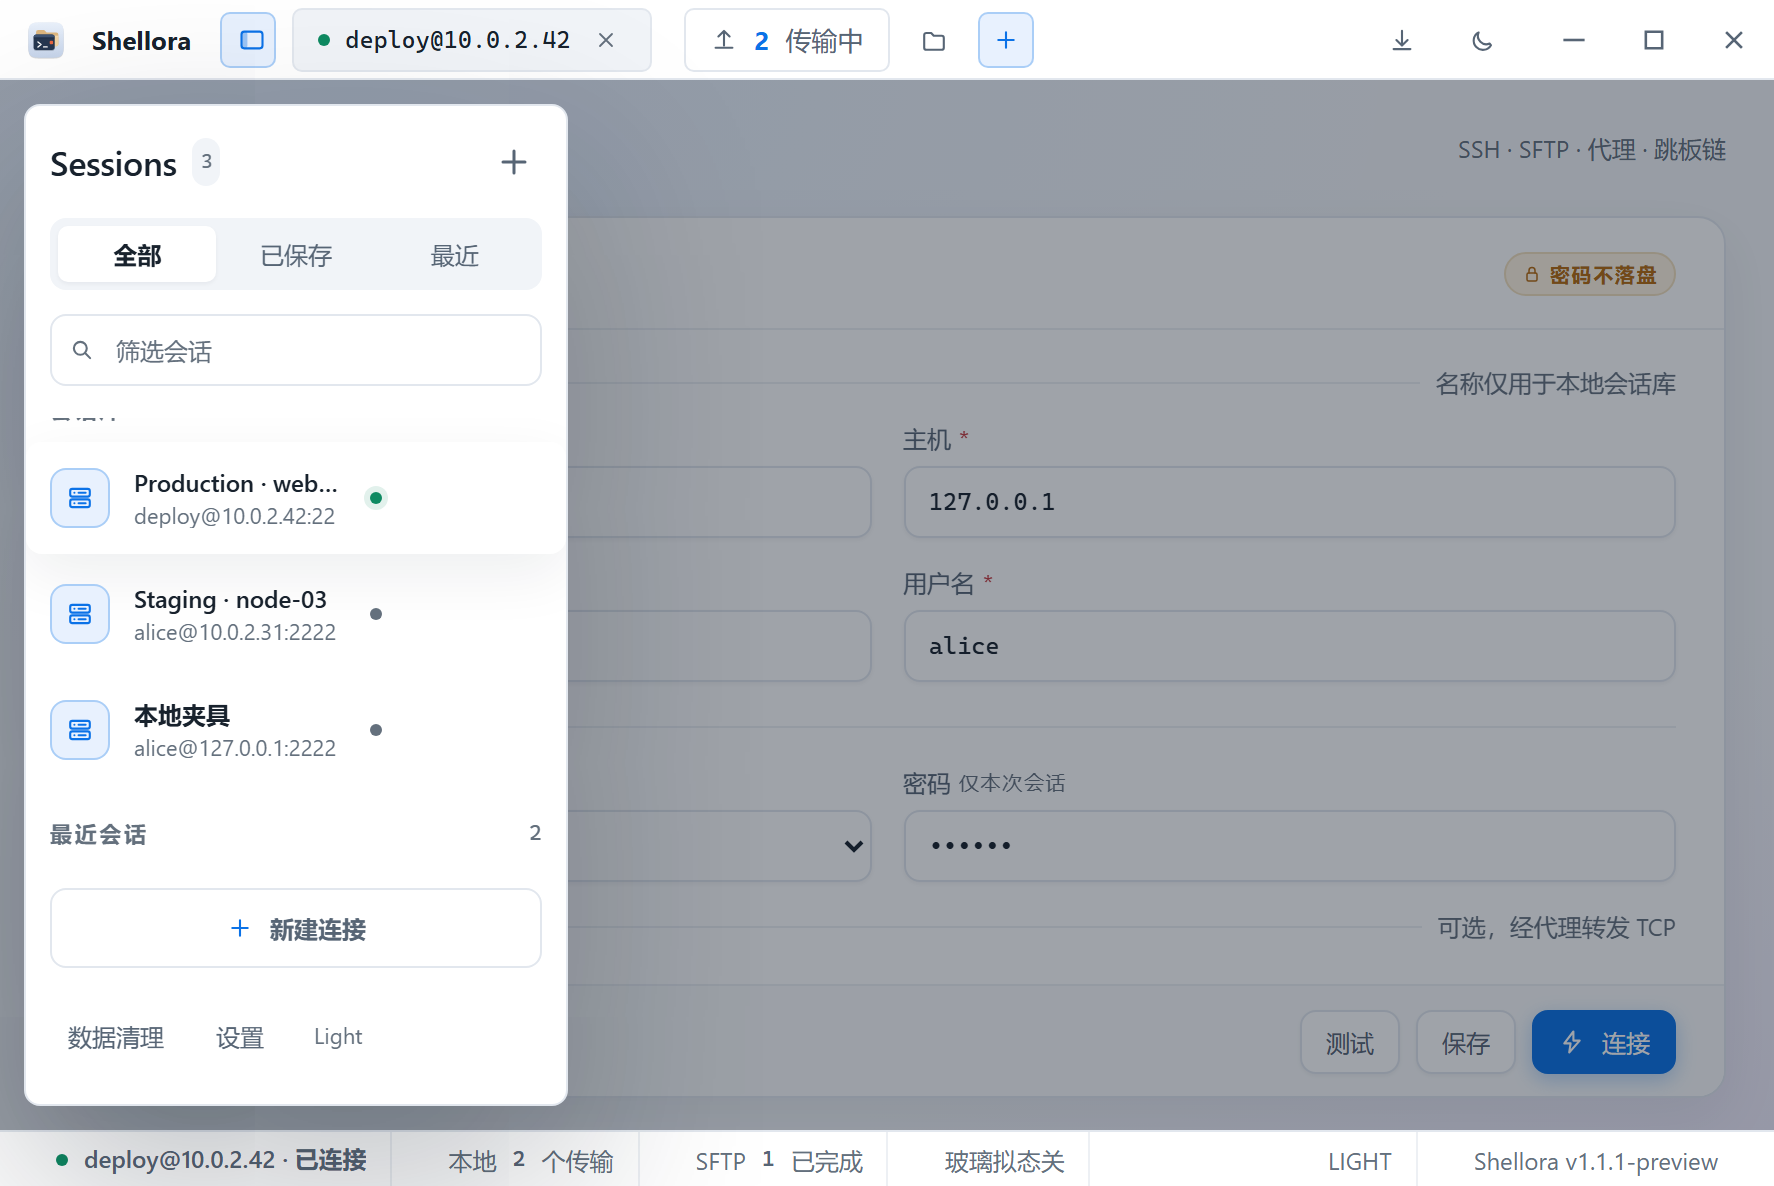 Shellora
deploy@10.0.2.42
2 传输中
Sessions 3
全部 已保存 最近
筛选会话
Production · web...
deploy@10.0.2.42:22
Staging · node-03
alice@10.0.2.31:2222
本地夹具
alice@127.0.0.1:2222
最近会话 2
新建连接
数据清理 设置 Light
SSH · SFTP · 代理 · 跳板链
密码不落盘
名称仅用于本地会话库
主机 *
127.0.0.1
用户名 *
alice
密码 仅本次会话
••••••
可选，经代理转发 TCP
测试 保存 连接
deploy@10.0.2.42 · 已连接 本地 2 个传输 SFTP 1 已完成 玻璃拟态关 LIGHT Shellora v1.1.1-preview